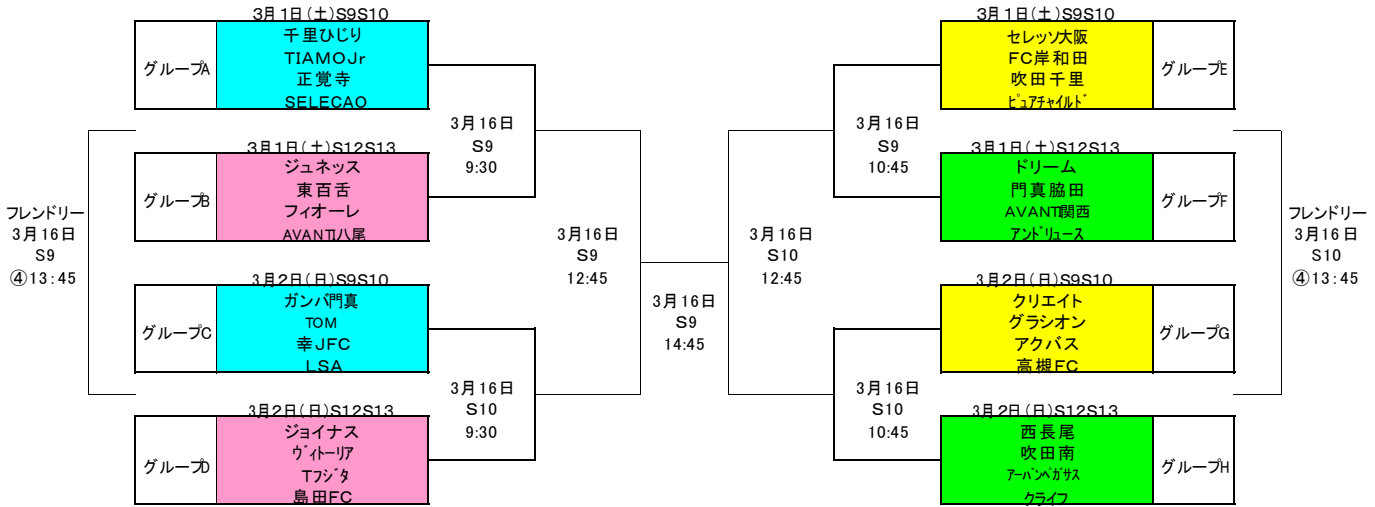 3月1日(土)S9S10
グループA
千里ひじり
TIAMOJr
正覚寺
SELECAO
3月1日(土)S12S13
グループB
ジュネッス
東百舌
フィオーレ
AVANTI八尾
3月2日(日)S9S10
グループC
ガンバ門真
TOM
幸JFC
LSA
3月2日(日)S12S13
グループD
ジョイナス
ヴィトーリア
Tフジタ
島田FC
フレンドリー
3月16日
S9
④13:45
3月16日
S9
9:30
3月16日
S10
9:30
3月16日
S9
12:45
3月16日
S9
14:45
3月16日
S10
12:45
3月16日
S9
10:45
3月16日
S10
10:45
3月1日(土)S9S10
セレッソ大阪
FC岸和田
吹田千里
ピュアチャイルド
グループE
3月1日(土)S12S13
ドリーム
門真脇田
AVANTI関西
アンドリュース
グループF
3月2日(日)S9S10
クリエイト
グラシオン
アクバス
高槻FC
グループG
3月2日(日)S12S13
西長尾
吹田南
アーバンペガサス
クライフ
グループH
フレンドリー
3月16日
S10
④13:45